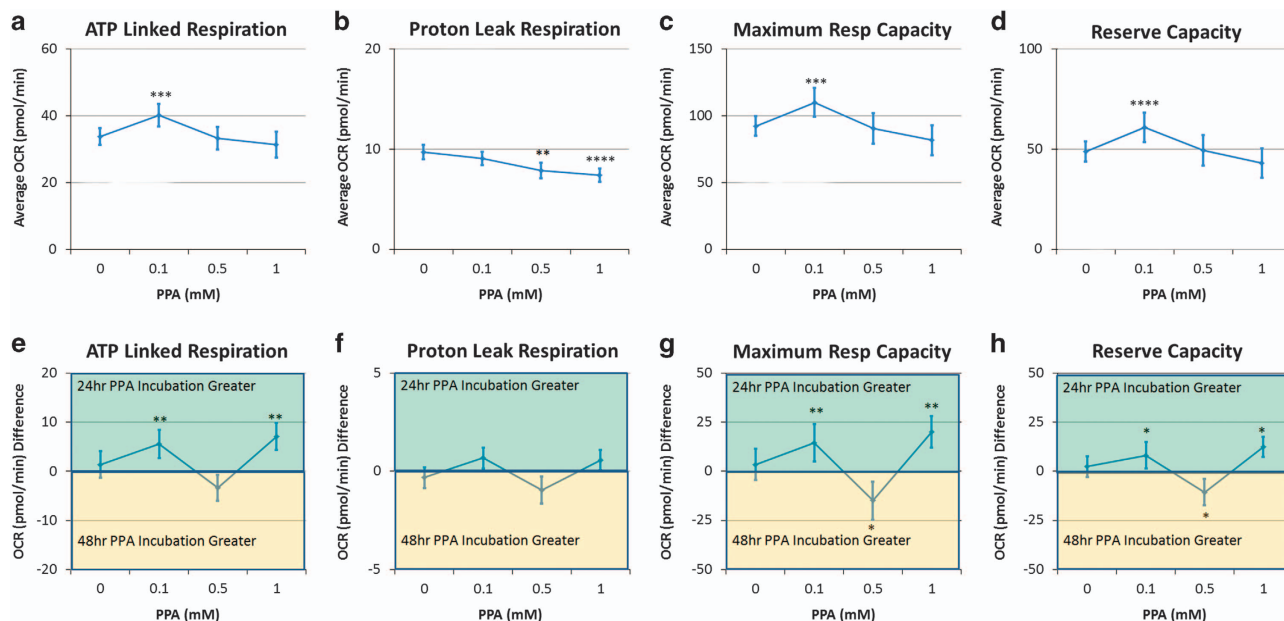 a
ATP Linked Respiration
Average OCR (pmol/min)
60
40
20
0
***
0 0.1 0.5 1
PPA (mM)
b
Proton Leak Respiration
Average OCR (pmol/min)
20
10
0
**
****
0 0.1 0.5 1
PPA (mM)
c
Maximum Resp Capacity
Average OCR (pmol/min)
150
100
50
0
***
0 0.1 0.5 1
PPA (mM)
d
Reserve Capacity
Average OCR (pmol/min)
100
50
0
****
0 0.1 0.5 1
PPA (mM)
e
ATP Linked Respiration
OCR (pmol/min) Difference
20
10
0
-10
-20
24hr PPA Incubation Greater
**
**
48hr PPA Incubation Greater
0 0.1 0.5 1
PPA (mM)
f
Proton Leak Respiration
OCR (pmol/min) Difference
5
0
-5
24hr PPA Incubation Greater
48hr PPA Incubation Greater
0 0.1 0.5 1
PPA (mM)
g
Maximum Resp Capacity
OCR (pmol/min) Difference
50
25
0
-25
-50
24hr PPA Incubation Greater
**
**
*
48hr PPA Incubation Greater
0 0.1 0.5 1
PPA (mM)
h
Reserve Capacity
OCR (pmol/min) Difference
50
25
0
-25
-50
24hr PPA Incubation Greater
*
*
*
48hr PPA Incubation Greater
0 0.1 0.5 1
PPA (mM)